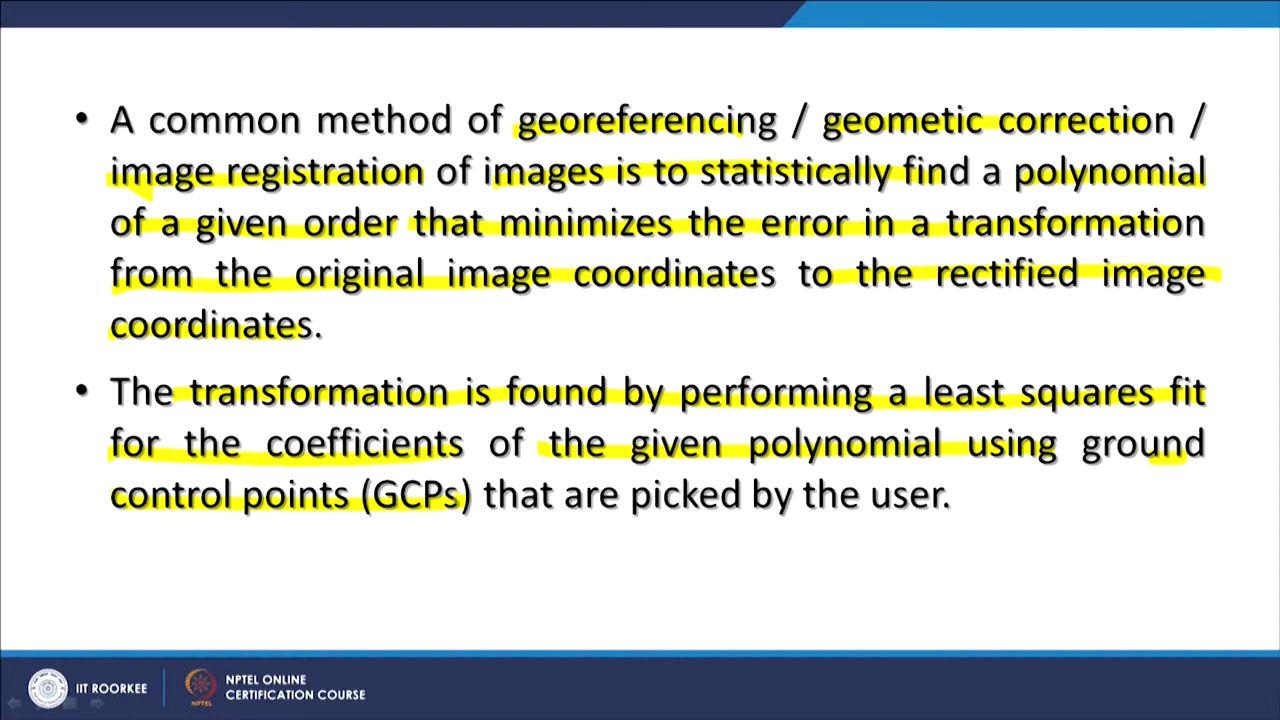 • A common method of georeferencing / geometic correction /
image registration of images is to statistically find a polynomial
of a given order that minimizes the error in a transformation
from the original image coordinates to the rectified image
coordinates.
• The transformation is found by performing a least squares fit
for the coefficients of the given polynomial using ground
control points (GCPs) that are picked by the user.
IIT ROORKEE
NPTEL
NPTEL ONLINE
CERTIFICATION COURSE